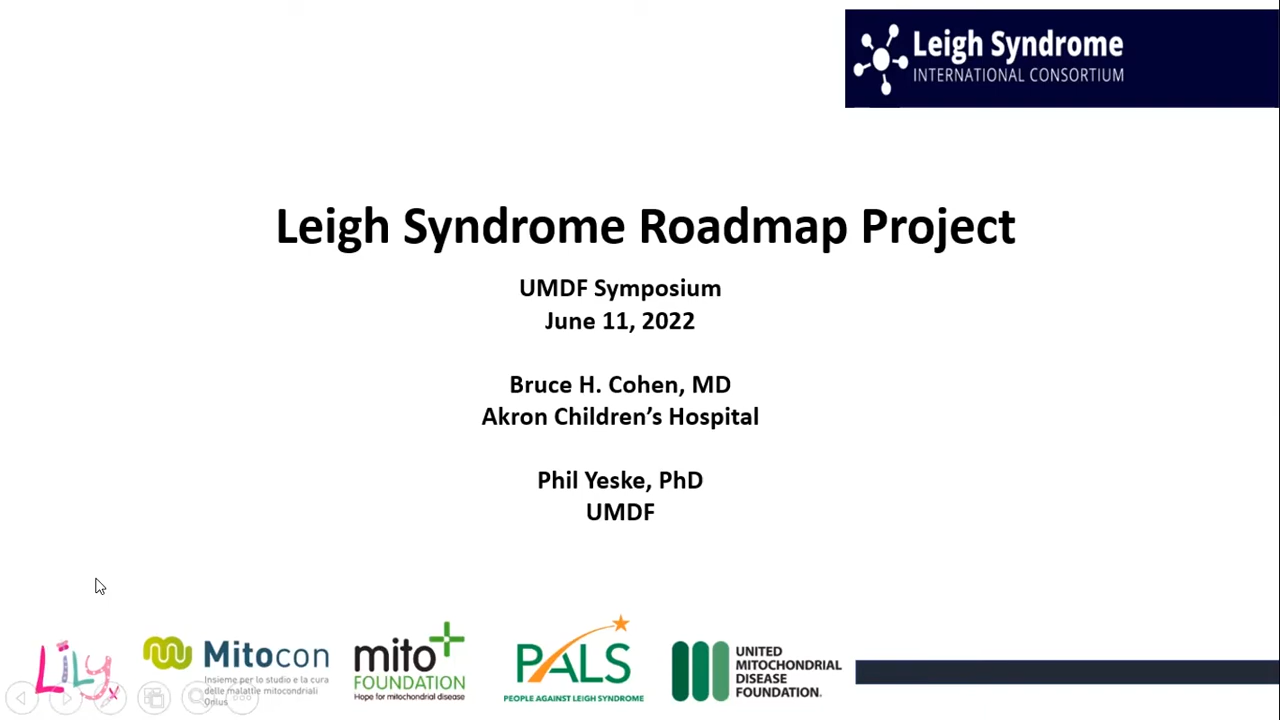 Leigh Syndrome
INTERNATIONAL CONSORTIUM
Leigh Syndrome Roadmap Project
UMDF Symposium
June 11, 2022
Bruce H. Cohen, MD
Akron Children's Hospital
Phil Yeske, PhD
UMDF
Lily
Mitocon
Insieme per lo studio e la cura
delle malattie mitocondriali
Onlus
mito
FOUNDATION
Hope for mitochondrial disease
PALS
PEOPLE AGAINST LEIGH SYNDROME
UNITED
MITOCHONDRIAL
DISEASE
FOUNDATION.